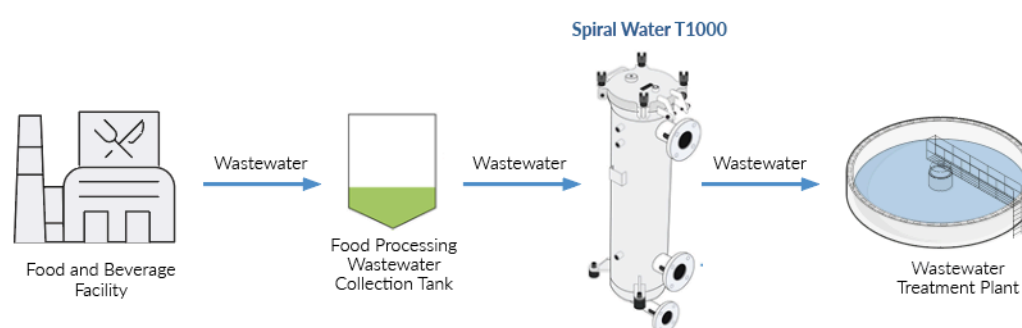 Spiral Water T1000
Wastewater
Wastewater
Wastewater
Food and Beverage
Facility
Food Processing
Wastewater
Collection Tank
Wastewater
Treatment Plant